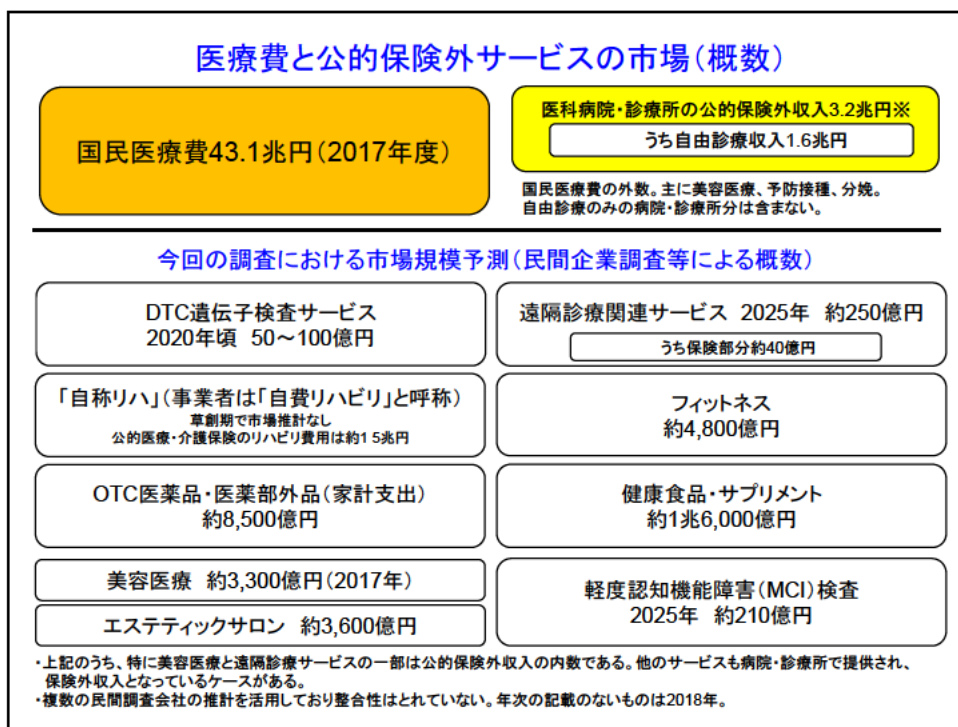 医療費と公的保険外サービスの市場(概数)
国民医療費43.1兆円(2017年度)
医科病院・診療所の公的保険外収入3.2兆円※
うち自由診療収入1.6兆円
国民医療費の外数。主に美容医療、予防接種、分娩。
自由診療のみの病院・診療所分は含まない。
今回の調査における市場規模予測(民間企業調査等による概数)
DTC遺伝子検査サービス
2020年頃 50～100億円
遠隔診療関連サービス 2025年 約250億円
うち保険部分約40億円
「自称リハ」(事業者は「自費リハビリ」と呼称)
草創期で市場推計なし
公的医療・介護保険のリハビリ費用は約1 5兆円
フィットネス
約4,800億円
OTC医薬品・医薬部外品(家計支出)
約8,500億円
健康食品・サプリメント
約1兆6,000億円
美容医療 約3,300億円(2017年)
エステティックサロン 約3,600億円
軽度認知機能障害(MCI)検査
2025年 約210億円
・上記のうち、特に美容医療と遠隔診療サービスの一部は公的保険外収入の内数である。他のサービスも病院・診療所で提供され、
保険外収入となっているケースがある。
・複数の民間調査会社の推計を活用しており整合性はとれていない。年次の記載のないものは2018年。